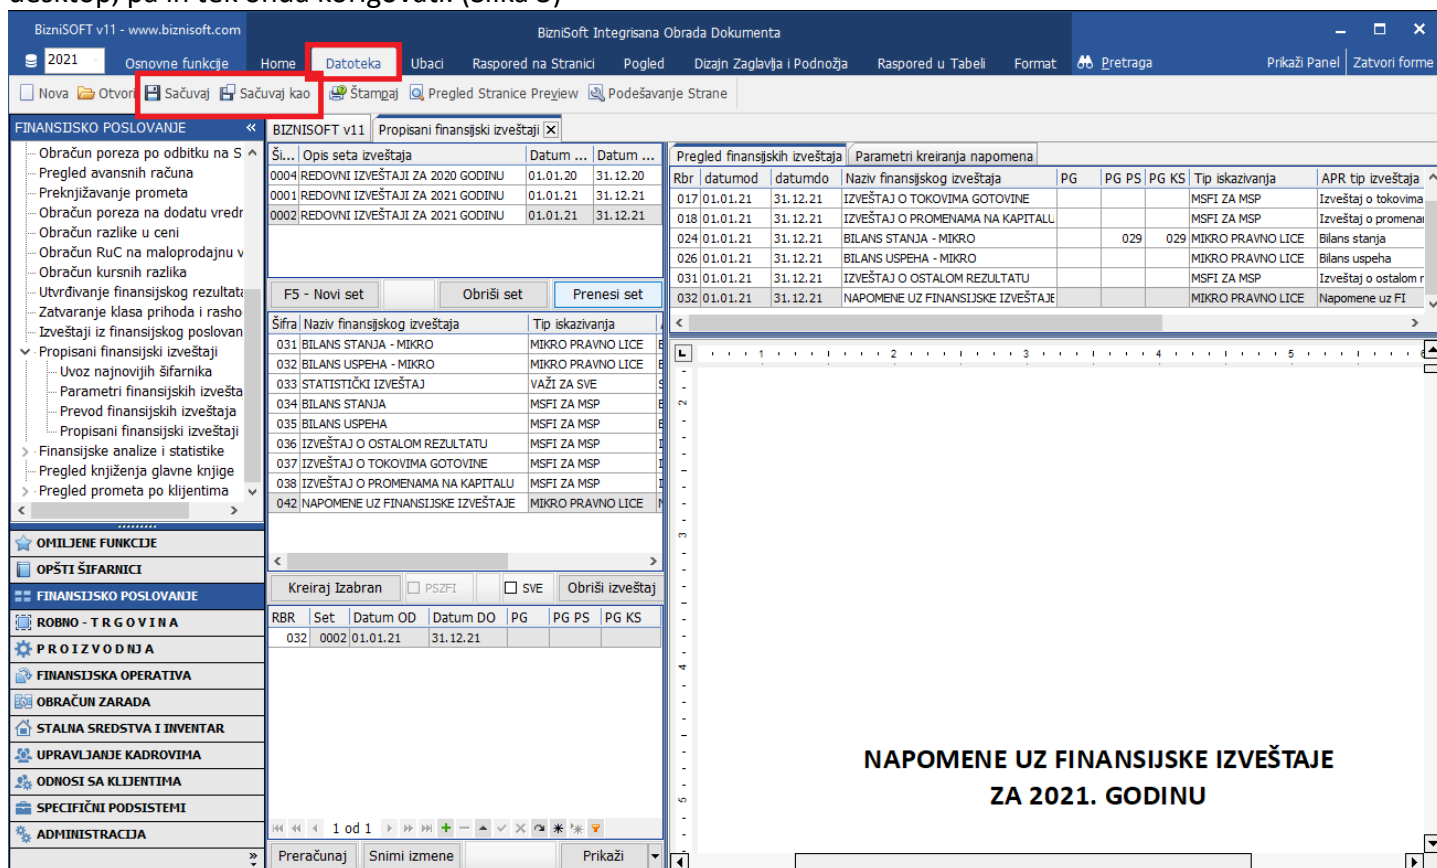 BizniSOFT v11 - www.biznisoft.com
BizniSoft Integrisana Obrada Dokumenta
2021 Osnovne funkcije Home Datoteka Ubaci Raspored na Stranici Pogled Dizajn Zaglavlja i Podnožja Raspored u Tabeli Format Pretraga Prikaži Panel Zatvori forme
Nova Otvori Sačuvaj Sačuvaj kao Štampaj Pregled Stranice Preview Podešavanje Strane
FINANSIJSKO POSLOVANJE «
Obračun poreza po odbitku na S
Pregled avansnih računa
Preknjižavanje prometa
Obračun poreza na dodatu vredr
Obračun razlike u ceni
Obračun RuC na maloprodajnu v
Obračun kursnih razlika
Utvrđivanje finansijskog rezultata
Zatvaranje klasa prihoda i rasho
Izveštaji iz finansijskog poslovan
Propisani finansijski izveštaji
Uvoz najnovijih šifarnika
Parametri finansijskih izvešta
Prevod finansijskih izveštaja
Propisani finansijski izveštaji
Finansijske analize i statistike
Pregled knjiženja glavne knjige
Pregled prometa po klijentima
OMILJENE FUNKCIJE
OPŠTI ŠIFARNICI
FINANSIJSKO POSLOVANJE
ROBNO - T R G O V I N A
P R O I Z V O D NJ A
FINANSIJSKA OPERATIVA
OBRAČUN ZARADA
STALNA SREDSTVA I INVENTAR
UPRAVLJANJE KADROVIMA
ODNOSI SA KLIJENTIMA
SPECIFIČNI PODSISTEMI
ADMINISTRACIJA
BIZNISOFT v11 Propisani finansijski izveštaji
Ši... Opis seta izveštaja Datum ... Datum ...
0004 REDOVNI IZVEŠTAJI ZA 2020 GODINU 01.01.20 31.12.20
0001 REDOVNI IZVEŠTAJI ZA 2021 GODINU 01.01.21 31.12.21
0002 REDOVNI IZVEŠTAJI ZA 2021 GODINU 01.01.21 31.12.21
F5 - Novi set Obriši set Prenesi set
Šifra Naziv finansijskog izveštaja Tip iskazivanja
031 BILANS STANJA - MIKRO MIKRO PRAVNO LICE
032 BILANS USPEHA - MIKRO MIKRO PRAVNO LICE
033 STATISTIČKI IZVEŠTAJ VAŽI ZA SVE
034 BILANS STANJA MSFI ZA MSP
035 BILANS USPEHA MSFI ZA MSP
036 IZVEŠTAJ O OSTALOM REZULTATU MSFI ZA MSP
037 IZVEŠTAJ O TOKOVIMA GOTOVINE MSFI ZA MSP
038 IZVEŠTAJ O PROMENAMA NA KAPITALU MSFI ZA MSP
042 NAPOMENE UZ FINANSIJSKE IZVEŠTAJE MIKRO PRAVNO LICE
Kreiraj Izabran PSZFI SVE Obriši izveštaj
RBR Set Datum OD Datum DO PG PG PS PG KS
032 0002 01.01.21 31.12.21
1 od 1
Preračunaj Snimi izmene Prikaži
Pregled finansijskih izveštaja Parametri kreiranja napomena
Rbr datumod datumdo Naziv finansijskog izveštaja PG PG PS PG KS Tip iskazivanja APR tip izveštaja
017 01.01.21 31.12.21 IZVEŠTAJ O TOKOVIMA GOTOVINE MSFI ZA MSP Izveštaj o tokovima
018 01.01.21 31.12.21 IZVEŠTAJ O PROMENAMA NA KAPITALU MSFI ZA MSP Izveštaj o promenam
024 01.01.21 31.12.21 BILANS STANJA - MIKRO 029 029 MIKRO PRAVNO LICE Bilans stanja
026 01.01.21 31.12.21 BILANS USPEHA - MIKRO MIKRO PRAVNO LICE Bilans uspeha
031 01.01.21 31.12.21 IZVEŠTAJ O OSTALOM REZULTATU MSFI ZA MSP Izveštaj o ostalom r
032 01.01.21 31.12.21 NAPOMENE UZ FINANSIJSKE IZVEŠTAJE MIKRO PRAVNO LICE Napomene uz FI
1 2 3 4 5
2
3
4
5
NAPOMENE UZ FINANSIJSKE IZVEŠTAJE
ZA 2021. GODINU